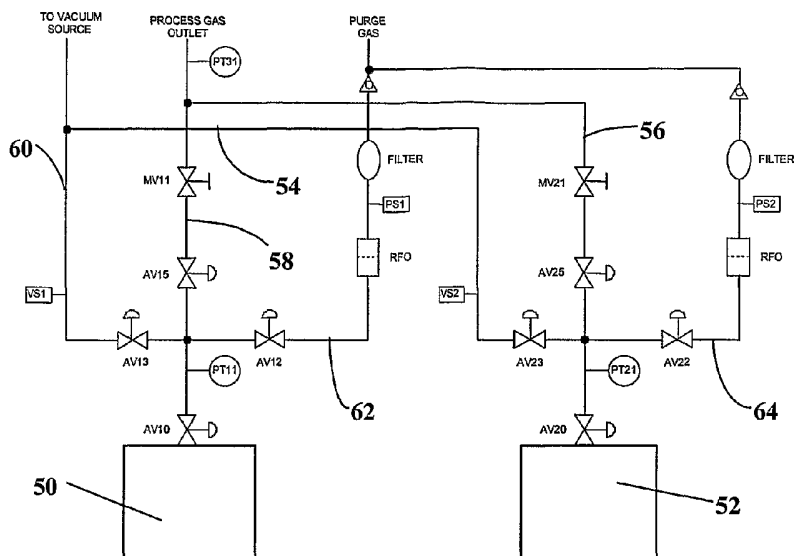 TO VACUUM
SOURCE
PROCESS GAS
OUTLET
PURGE
GAS
PT31
60
54
56
MV11
FILTER
MV21
FILTER
PS1
PS2
58
AV15
RFO
AV25
RFO
VS1
VS2
AV13
AV12
AV23
AV22
PT11
62
PT21
64
AV10
AV20
50
52